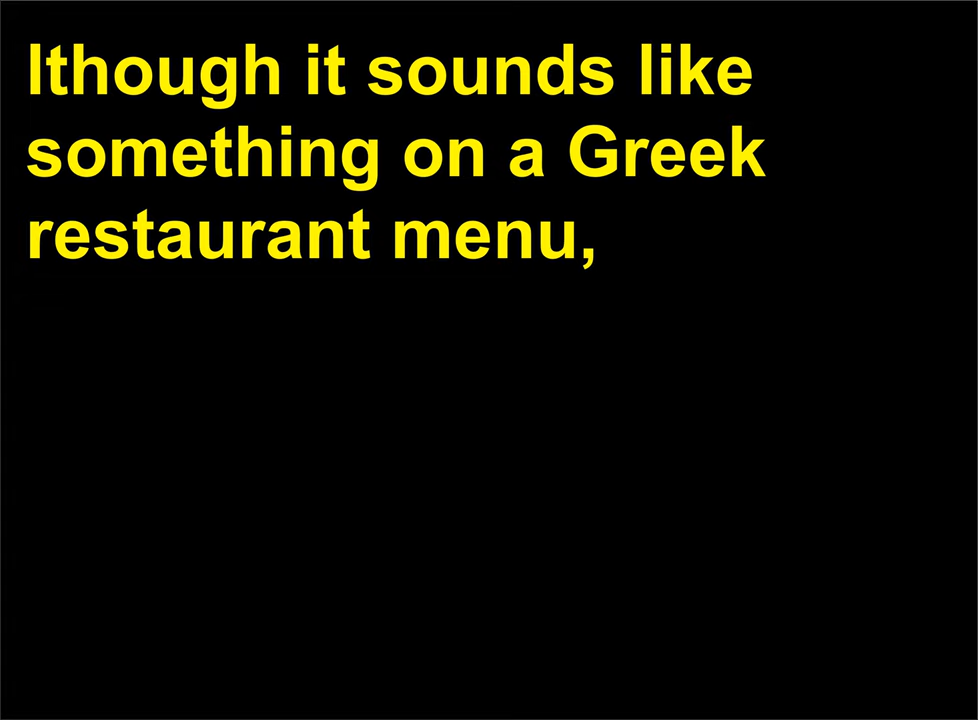 lthough it sounds like
something on a Greek
restaurant menu,